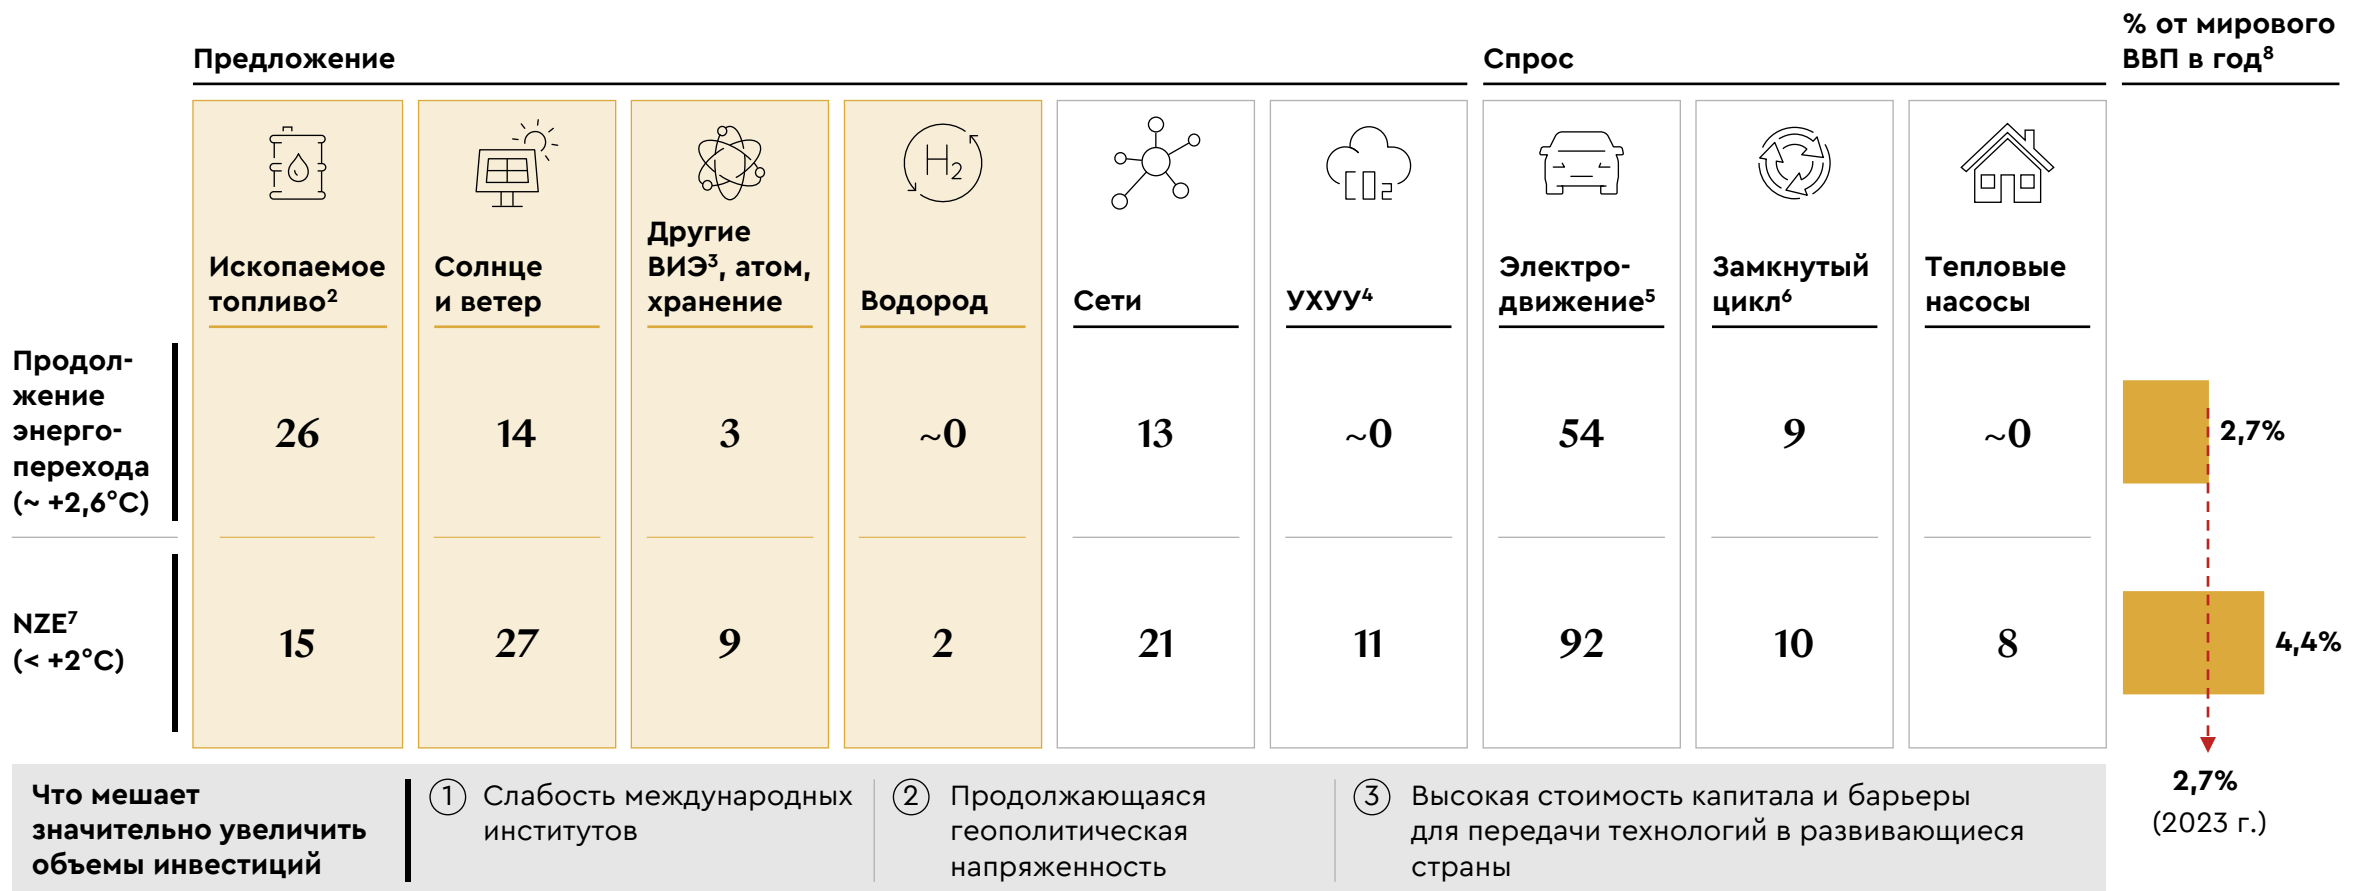 Предложение
Спрос
% от мирового
ВВП в год⁸
H₂
CO₂
Ископаемое
топливо²
Солнце
и ветер
Другие
ВИЭ³, атом,
хранение
Водород
Сети
УХУУ⁴
Электро-
движение⁵
Замкнутый
цикл⁶
Тепловые
насосы
Продол-
жение
энерго-
перехода
(~ +2,6°C)
26 14 3 ~0 13 ~0 54 9 ~0
2,7%
NZE⁷
(< +2°C)
15 27 9 2 21 11 92 10 8
4,4%
2,7%
(2023 г.)
Что мешает
значительно увеличить
объемы инвестиций
1 Слабость международных
институтов
2 Продолжающаяся
геополитическая
напряженность
3 Высокая стоимость капитала и барьеры
для передачи технологий в развивающиеся
страны